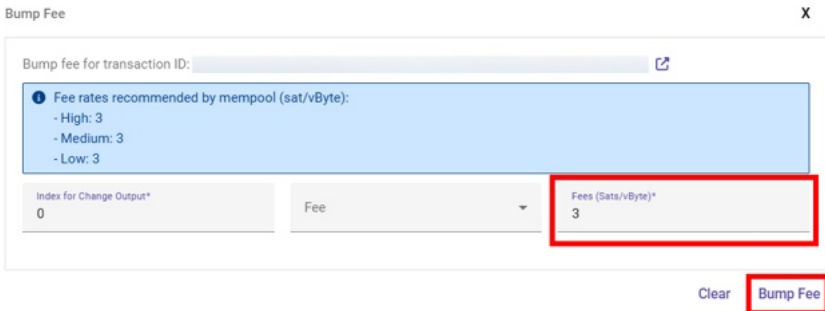 Bump Fee
X
Bump fee for transaction ID:
Fee rates recommended by mempool (sat/vByte):
- High: 3
- Medium: 3
- Low: 3
Index for Change Output*
0
Fee
Fees (Sats/vByte)*
3
Clear
Bump Fee